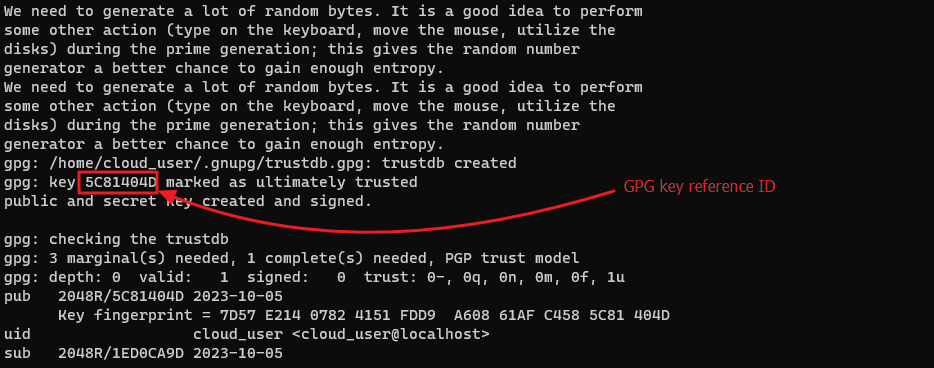 We need to generate a lot of random bytes. It is a good idea to perform
some other action (type on the keyboard, move the mouse, utilize the
disks) during the prime generation; this gives the random number
generator a better chance to gain enough entropy.
We need to generate a lot of random bytes. It is a good idea to perform
some other action (type on the keyboard, move the mouse, utilize the
disks) during the prime generation; this gives the random number
generator a better chance to gain enough entropy.
gpg: /home/cloud_user/.gnupg/trustdb.gpg: trustdb created
gpg: key 5C81404D marked as ultimately trusted
GPG key reference ID
public and secret key created and signed.

gpg: checking the trustdb
gpg: 3 marginal(s) needed, 1 complete(s) needed, PGP trust model
gpg: depth: 0  valid:   1  signed:   0  trust: 0-, 0q, 0n, 0m, 0f, 1u
pub   2048R/5C81404D 2023-10-05
      Key fingerprint = 7D57 E214 0782 4151 FDD9  A608 61AF C458 5C81 404D
uid                  cloud_user <cloud_user@localhost>
sub   2048R/1ED0CA9D 2023-10-05